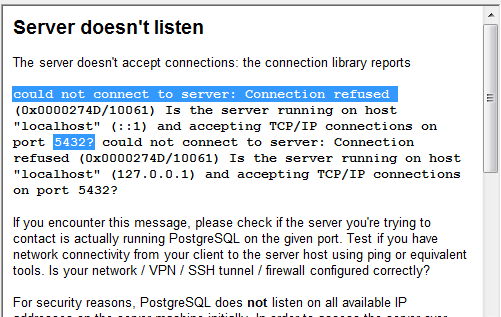 Server doesn't listen
The server doesn't accept connections: the connection library reports
could not connect to server: Connection refused
(0x0000274D/10061) Is the server running on host
"localhost" (::1) and accepting TCP/IP connections on
port 5432? could not connect to server: Connection
refused (0x0000274D/10061) Is the server running on host
"localhost" (127.0.0.1) and accepting TCP/IP connections
on port 5432?
If you encounter this message, please check if the server you're trying to
contact is actually running PostgreSQL on the given port. Test if you have
network connectivity from your client to the server host using ping or equivalent
tools. Is your network / VPN / SSH tunnel / firewall configured correctly?
For security reasons, PostgreSQL does not listen on all available IP